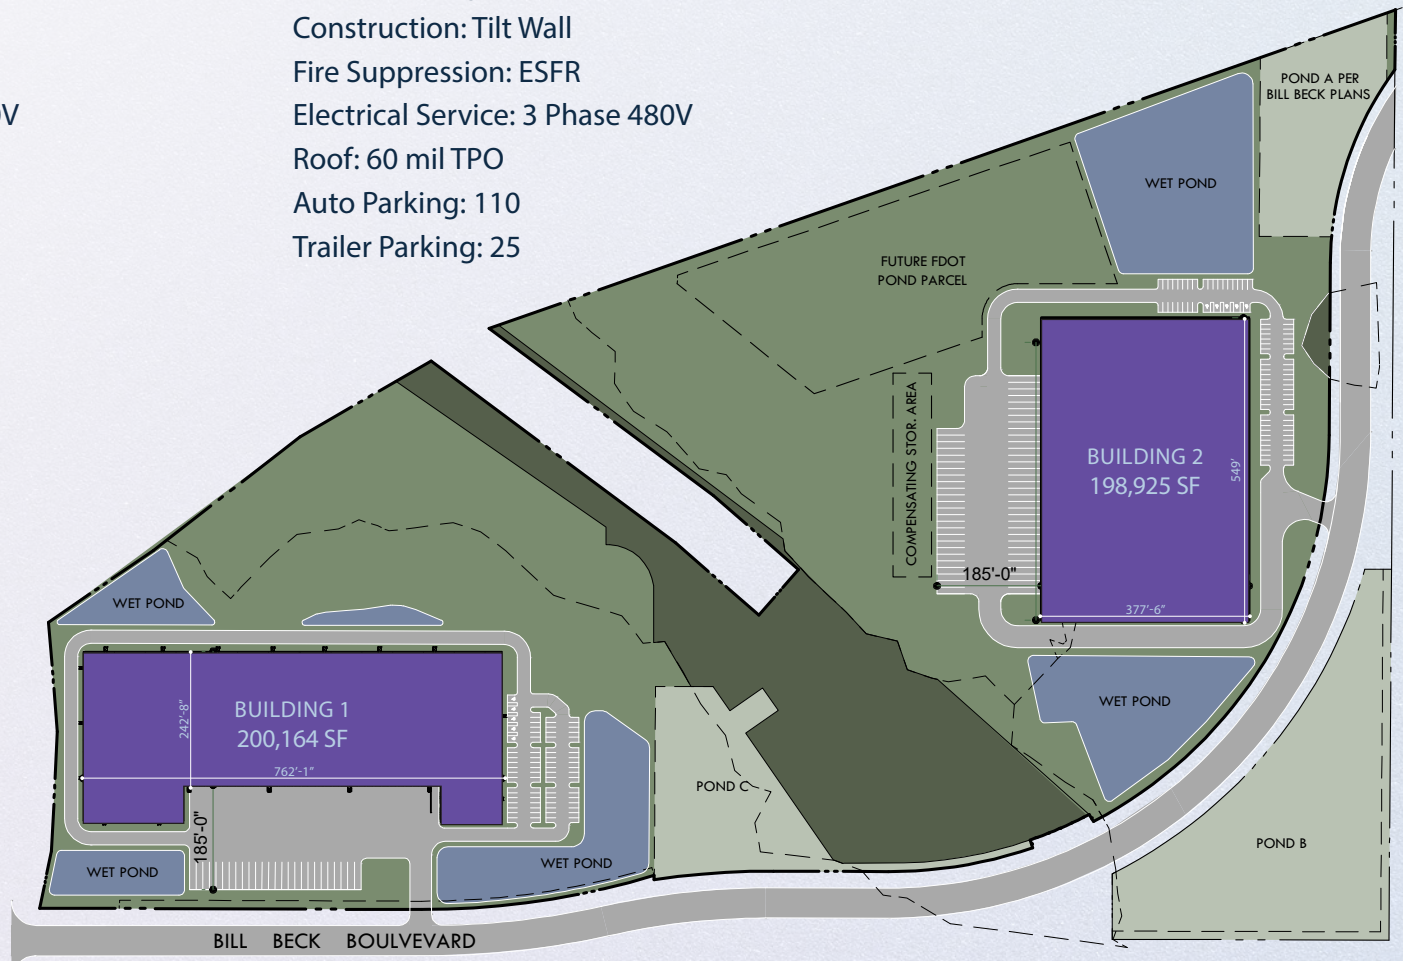 Construction: Tilt Wall
Fire Suppression: ESFR
Electrical Service: 3 Phase 480V
Roof: 60 mil TPO
Auto Parking: 110
Trailer Parking: 25
POND A PER
BILL BECK PLANS
WET POND
FUTURE FDOT
POND PARCEL
COMPENSATING STOR. AREA
BUILDING 2
198,925 SF
549'
185'-0"
377'-6"
WET POND
WET POND
BUILDING 1
200,164 SF
242'-8"
762'-1"
185'-0"
POND C
WET POND
WET POND
POND B
BILL BECK BOULVEVARD